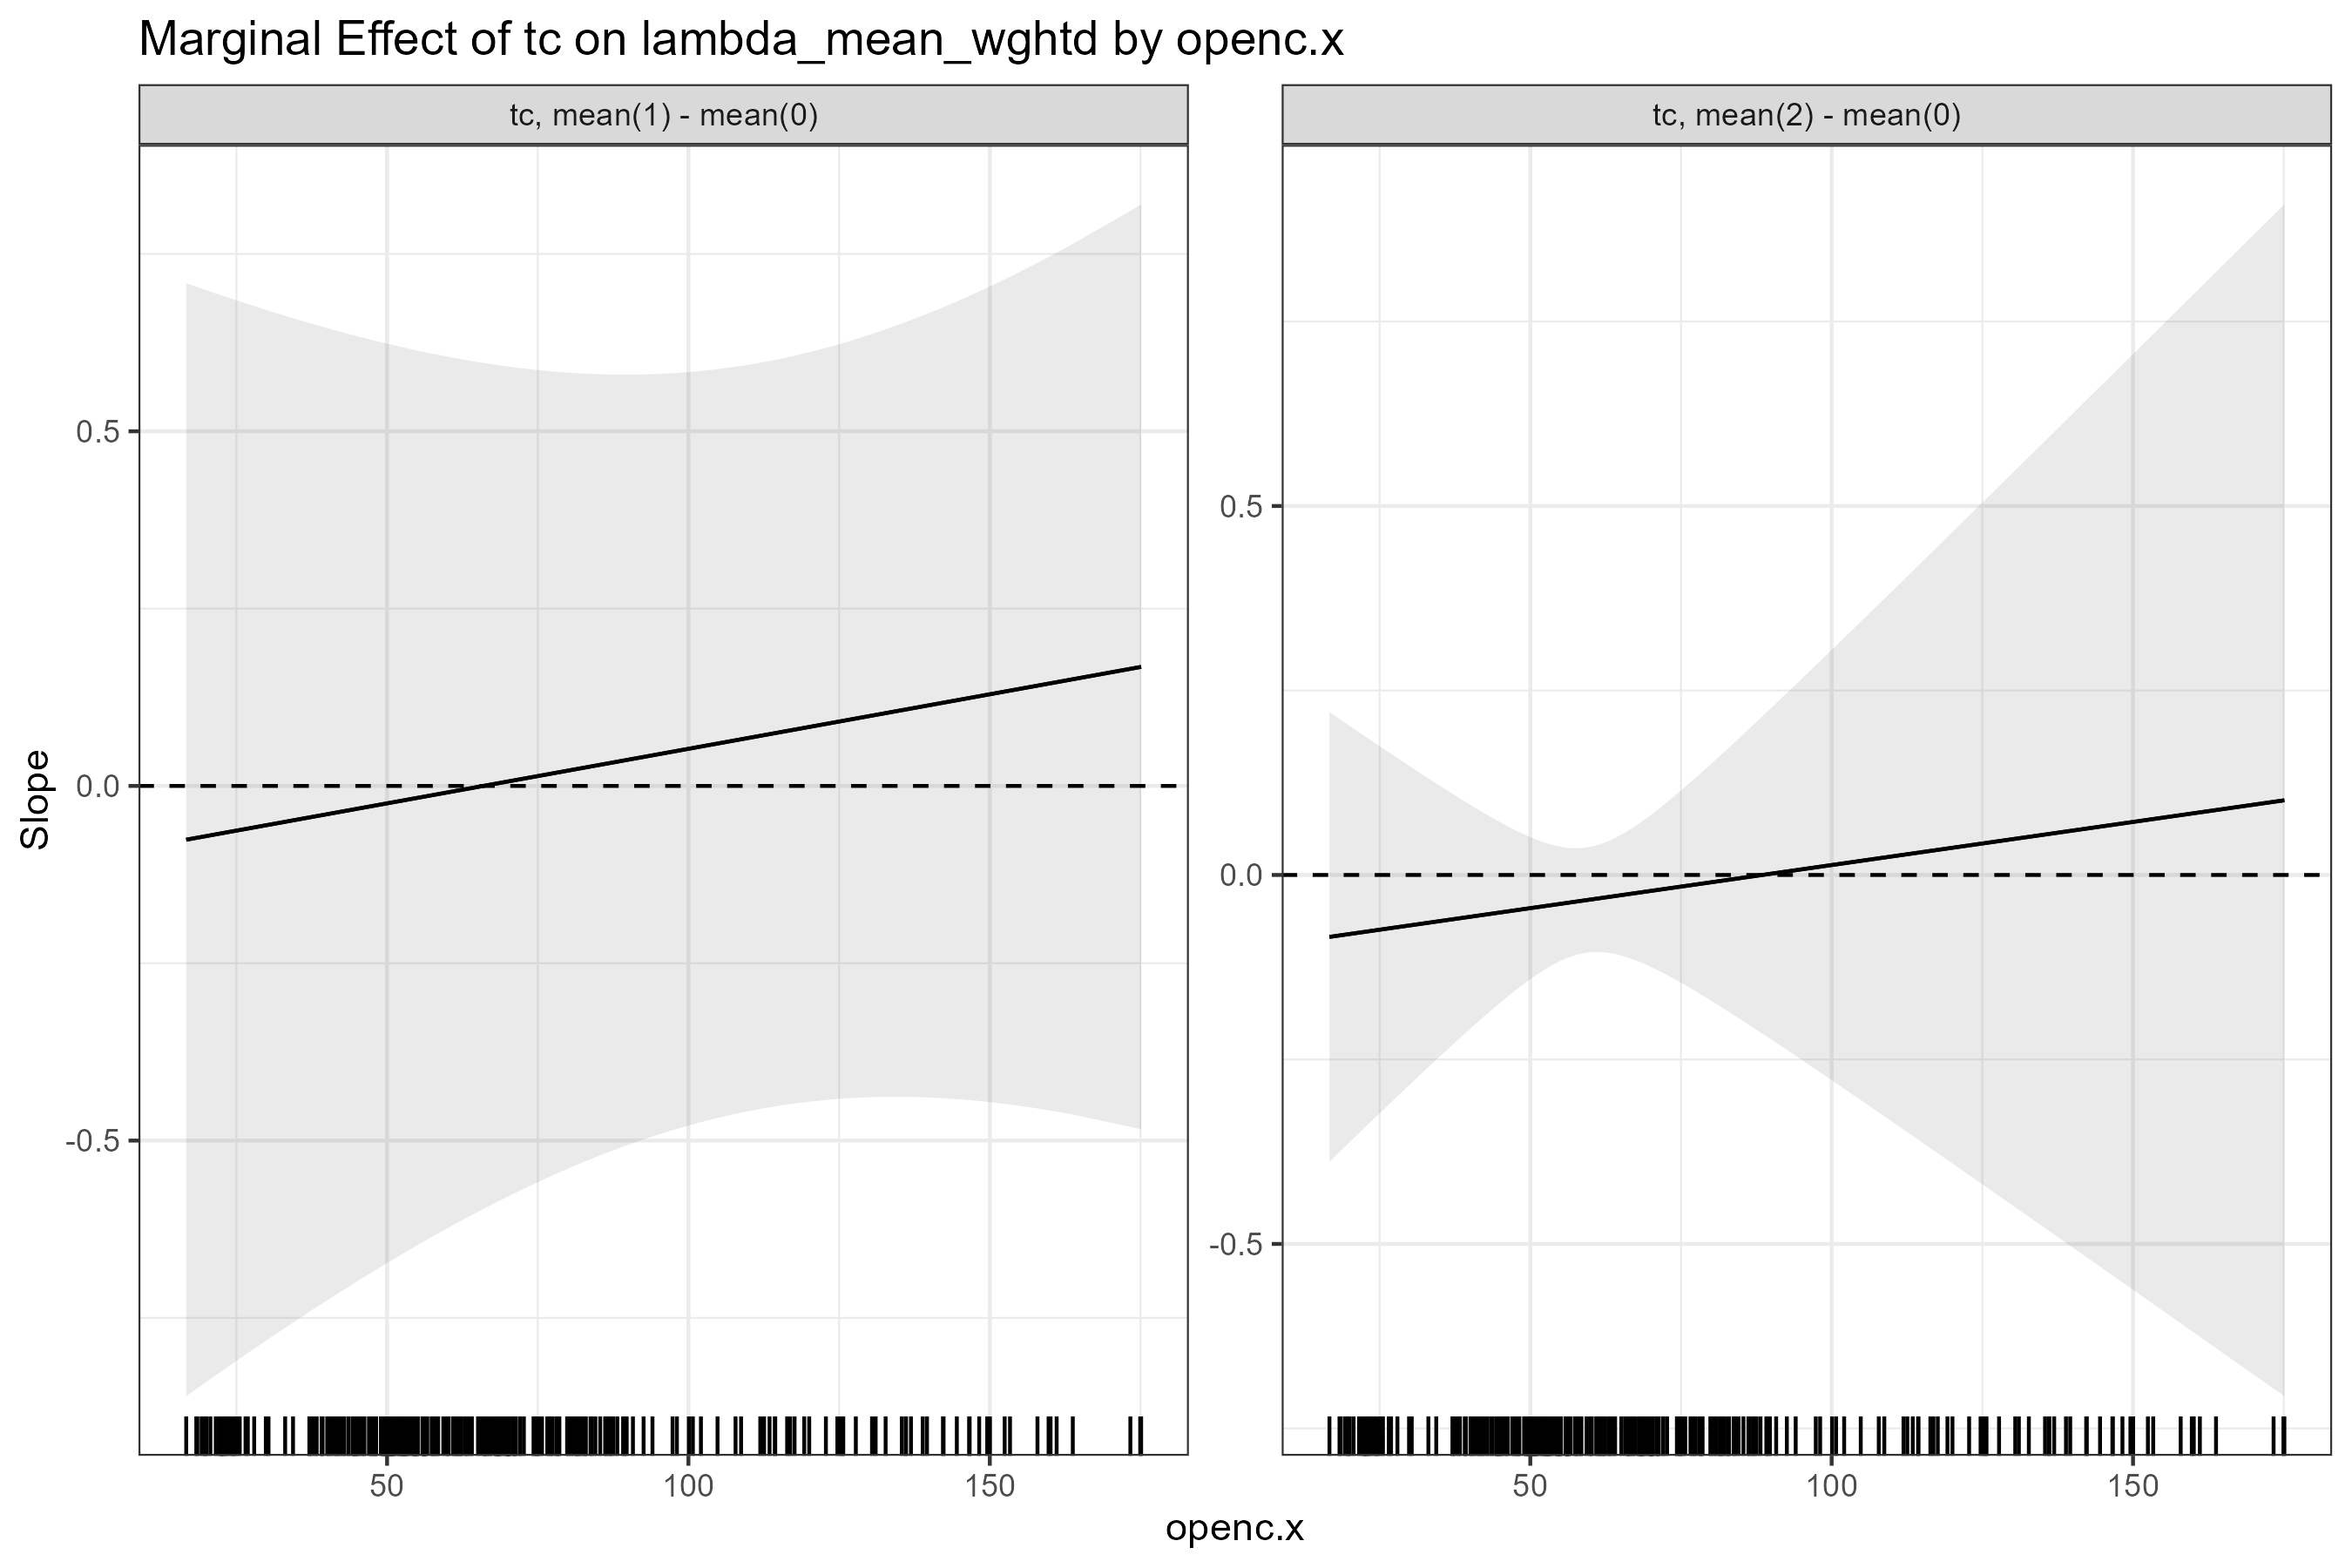 Marginal Effect of tc on lambda_mean_wghtd by openc.x
tc, mean(1) - mean(0)
tc, mean(2) - mean(0)
Slope
0.5
0.0
-0.5
0.5
0.0
-0.5
50
100
150
50
100
150
openc.x